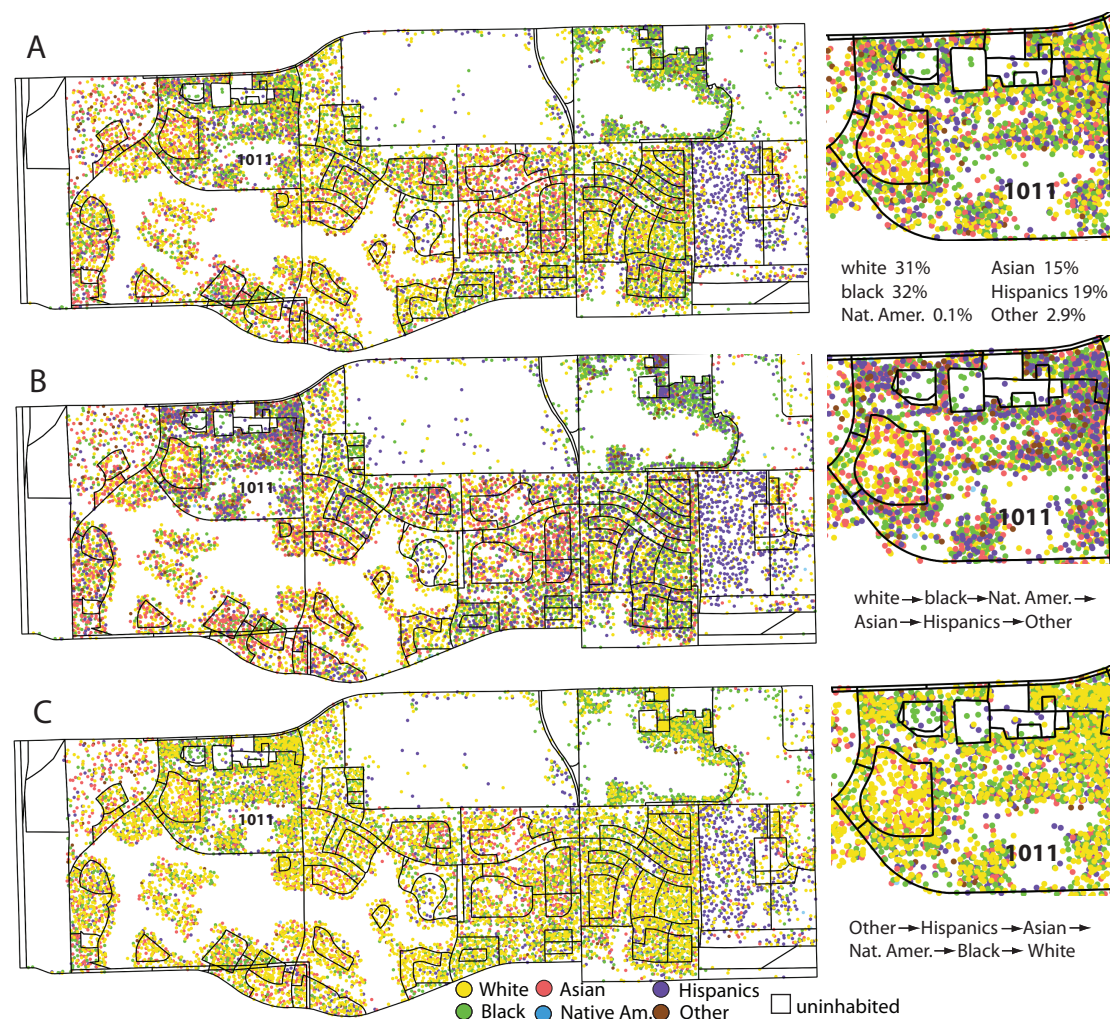 A
1011
1011
white 31% Asian 15%
black 32% Hispanics 19%
Nat. Amer. 0.1% Other 2.9%
B
1011
1011
white→black→Nat. Amer.→
Asian→Hispanics→Other
C
1011
1011
Other→Hispanics→Asian→
Nat. Amer.→Black→White
White Asian Hispanics uninhabited
Black Native Am. Other